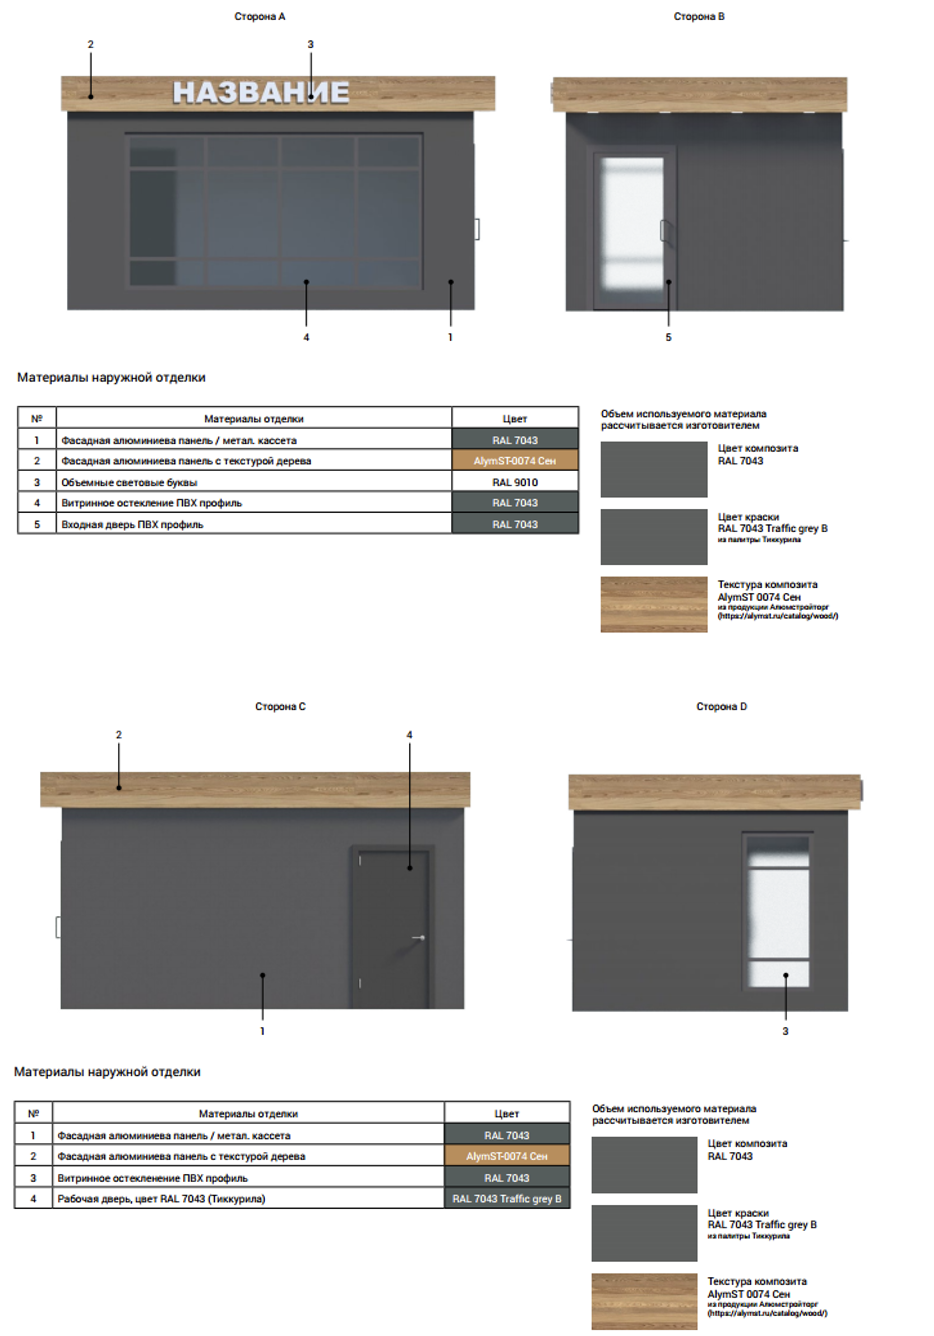 Сторона A
Сторона B
2
3
НАЗВАНИЕ
4
1
5
Материалы наружной отделки
№ Материалы отделки Цвет
1 Фасадная алюминиева панель / метал. кассета RAL 7043
2 Фасадная алюминиева панель с текстурой дерева AlymST-0074 Сен
3 Объемные световые буквы RAL 9010
4 Витринное остекление ПВХ профиль RAL 7043
5 Входная дверь ПВХ профиль RAL 7043
Объем используемого материала
рассчитывается изготовителем
Цвет композита
RAL 7043
Цвет краски
RAL 7043 Traffic grey B
из палитры Тиккурила
Текстура композита
AlymST 0074 Сен
из продукции Алюмстройторг
(https://alymst.ru/catalog/wood/)
Сторона C
Сторона D
2
4
1
3
Материалы наружной отделки
№ Материалы отделки Цвет
1 Фасадная алюминиева панель / метал. кассета RAL 7043
2 Фасадная алюминиева панель с текстурой дерева AlymST-0074 Сен
3 Витринное остекленение ПВХ профиль RAL 7043
4 Рабочая дверь, цвет RAL 7043 (Тиккурила) RAL 7043 Traffic grey B
Объем используемого материала
рассчитывается изготовителем
Цвет композита
RAL 7043
Цвет краски
RAL 7043 Traffic grey B
из палитры Тиккурила
Текстура композита
AlymST 0074 Сен
из продукции Алюмстройторг
(https://alymst.ru/catalog/wood/)